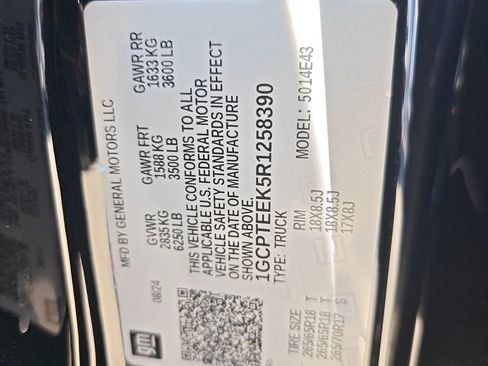 MFD BY GENERAL MOTORS LLC
08/24
GVWR
2835 KG
6250 LB
GAWR FRT
1588 KG
3500 LB
GAWR RR
1633 KG
3600 LB
THIS VEHICLE CONFORMS TO ALL
APPLICABLE U.S. FEDERAL MOTOR
VEHICLE SAFETY STANDARDS IN EFFECT
ON THE DATE OF MANUFACTURE
SHOWN ABOVE.
1GCPTEEK5R1258390
TYPE: TRUCK
MODEL: 5014E43
TIRE SIZE
265/65R18 T
265/65R18 T
265/70R17 S
RIM
18X8.5J
18X8.5J
17X8J
gm